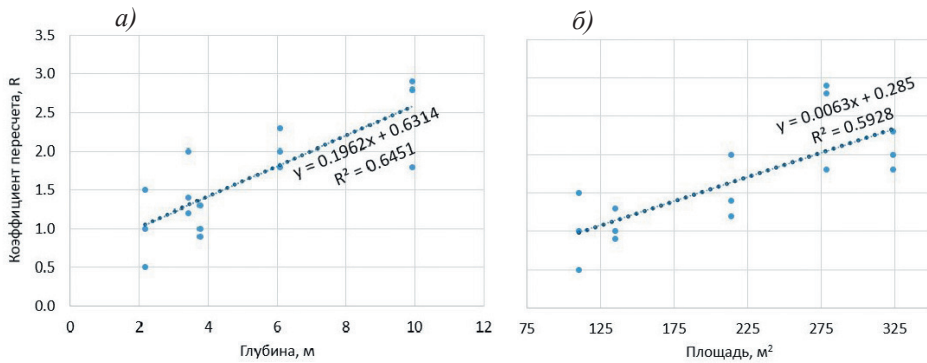 а)
б)
Коэффициент пересчета, R
3.5
3.0
2.5
2.0
1.5
1.0
0.5
0.0
y = 0.1962x + 0.6314
R² = 0.6451
0
2
4
6
8
10
12
Глубина, м
y = 0.0063x + 0.285
R² = 0.5928
75
125
175
225
275
325
Площадь, м²